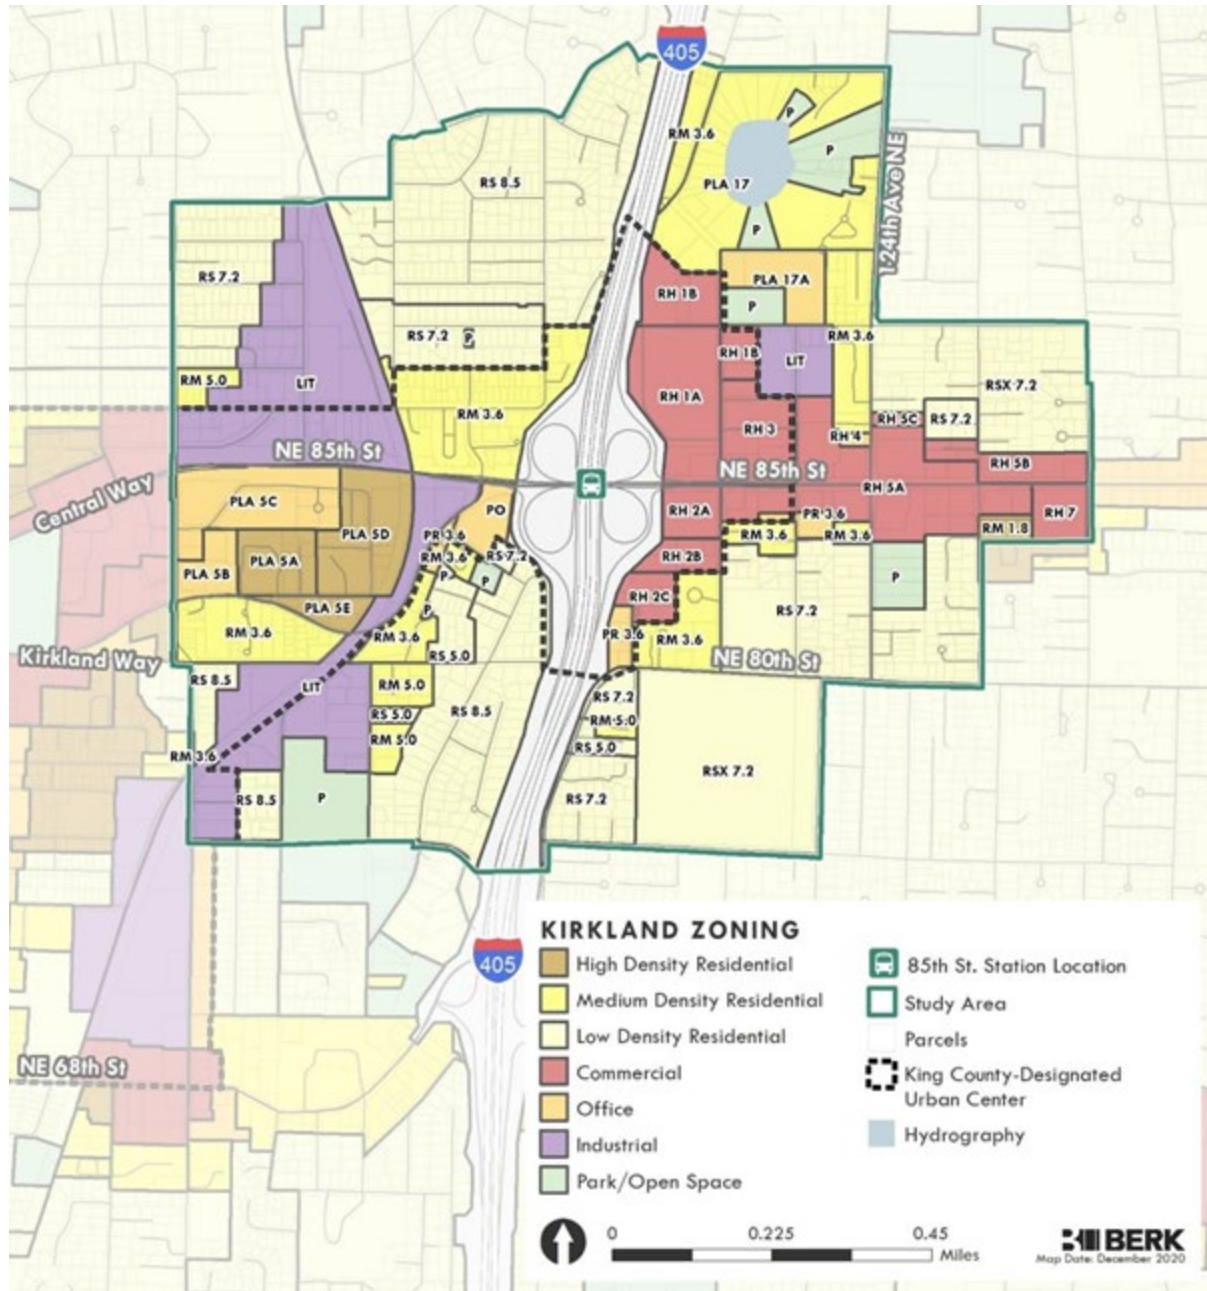 405
RM 3.6
P
P
RS 8.5
PLA 17
124th Ave NE
P
RS 7.2
PLA 17A
RH 1B
P
RS 7.2
P
RM 3.6
RH 1B
LIT
RM 5.0
LIT
RSX 7.2
RH 1A
RM 3.6
RH 5C
RS 7.2
RH 3
RH 4
NE 85th St
RH 5B
NE 85th St
Central Way
RH 5A
PLA 5C
PO
RH 2A
PR 3.6
RH 7
PLA 5D
PR 3.6
RM 3.6
RM 3.6
RM 1.8
RM 3.6
RS 7.2
RH 2B
PLA 5A
PLA 5B
P
P
P
RH 2C
PLA 5E
P
RS 7.2
RM 3.6
RM 3.6
PR 3.6
RM 3.6
Kirkland Way
RS 5.0
NE 80th St
RS 8.5
LIT
RM 5.0
RS 7.2
RS 5.0
RS 8.5
RM 5.0
RM 5.0
RS 5.0
RM 3.6
RSX 7.2
RS 8.5
P
RS 7.2
405
NE 68th St
KIRKLAND ZONING
High Density Residential
Medium Density Residential
Low Density Residential
Commercial
Office
Industrial
Park/Open Space
85th St. Station Location
Study Area
Parcels
King County-Designated
Urban Center
Hydrography
0 0.225 0.45
Miles
BERK
Map Date: December 2020